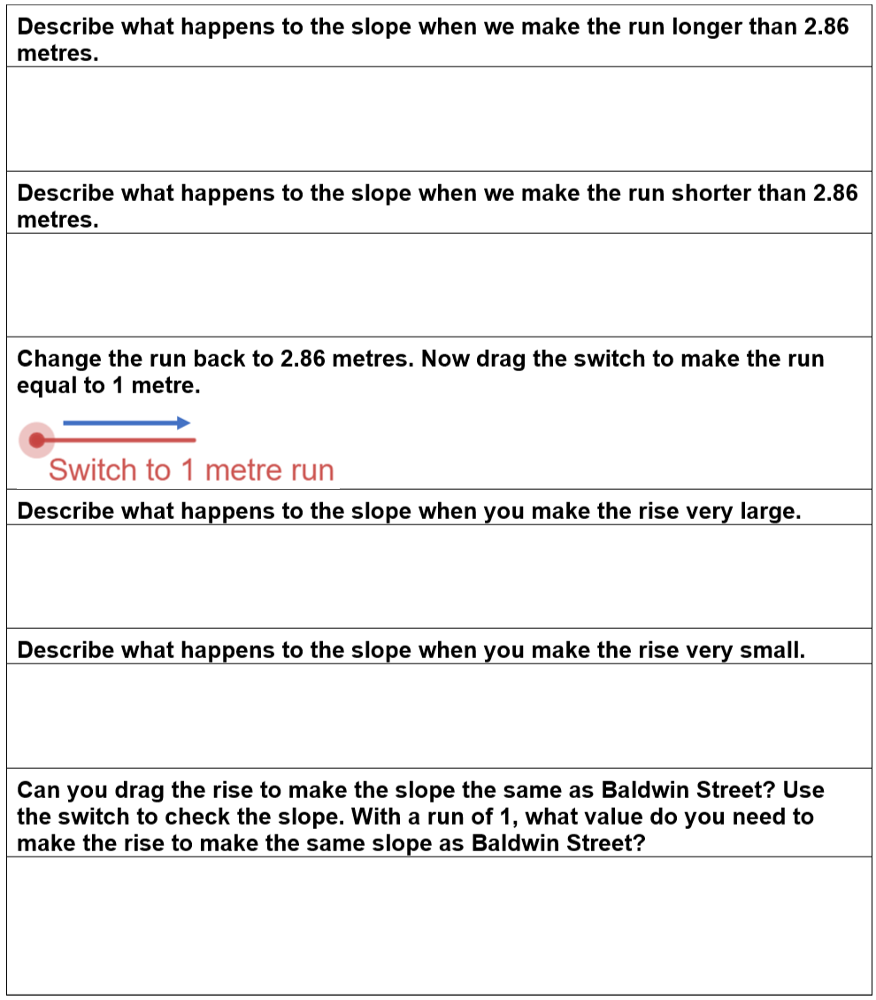 Describe what happens to the slope when we make the run longer than 2.86
metres.
Describe what happens to the slope when we make the run shorter than 2.86
metres.
Change the run back to 2.86 metres. Now drag the switch to make the run
equal to 1 metre.
Switch to 1 metre run
Describe what happens to the slope when you make the rise very large.
Describe what happens to the slope when you make the rise very small.
Can you drag the rise to make the slope the same as Baldwin Street? Use
the switch to check the slope. With a run of 1, what value do you need to
make the rise to make the same slope as Baldwin Street?